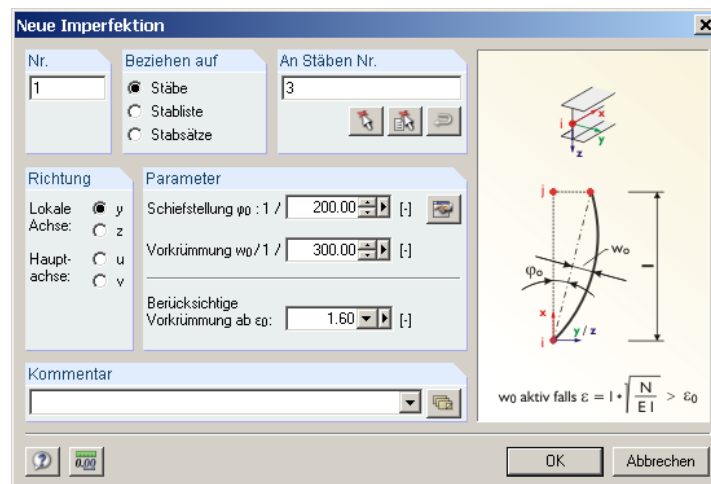 Neue Imperfektion
Nr.
1
Beziehen auf
Stäbe
Stabliste
Stabsätze
An Stäben Nr.
3
Richtung
Lokale Achse:
y
z
Haupt-achse:
u
v
Parameter
Schiefstellung φ0 : 1 / 200.00 [-]
Vorkrümmung w0/1 / 300.00 [-]
Berücksichtige
Vorkrümmung ab ε0: 1.60 [-]
Kommentar
i
x
y
z
j
w₀
φ₀
l
x
y / z
i
w0 aktiv falls ε = l • √ N / E I > ε0
0.00
OK
Abbrechen